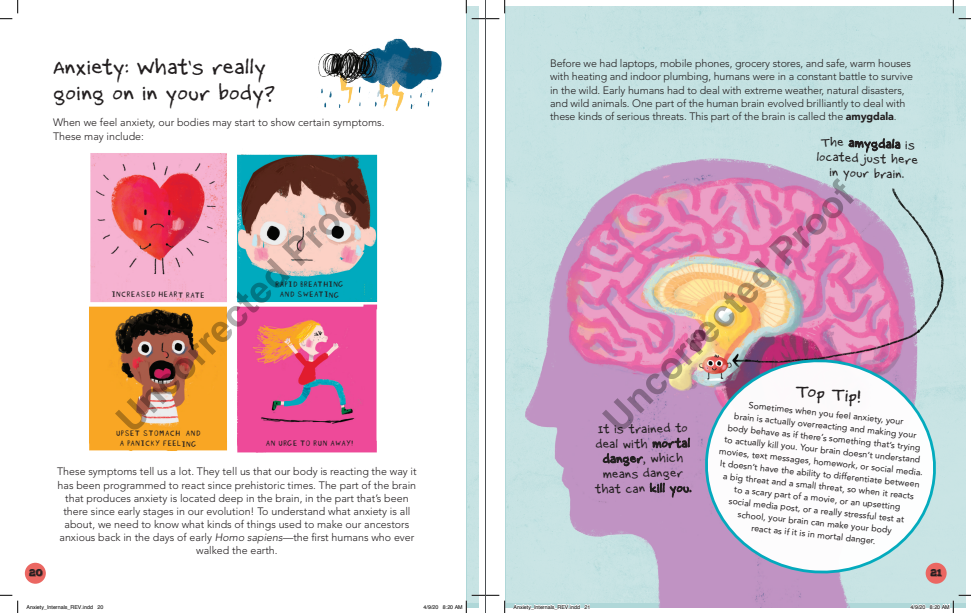 Anxiety: What's really
going on in your body?
When we feel anxiety, our bodies may start to show certain symptoms.
These may include:
INCREASED HEART RATE
RAPID BREATHING
AND SWEATING
UPSET STOMACH AND
A PANICKY FEELING
AN URGE TO RUN AWAY!
These symptoms tell us a lot. They tell us that our body is reacting the way it
has been programmed to react since prehistoric times. The part of the brain
that produces anxiety is located deep in the brain, in the part that's been
there since early stages in our evolution! To understand what anxiety is all
about, we need to know what kinds of things used to make our ancestors
anxious back in the days of early Homo sapiens—the first humans who ever
walked the earth.
20
Uncorrected Proof
Anxiety_Internals_REV.indd 20
4/9/20 8:20 AM
Before we had laptops, mobile phones, grocery stores, and safe, warm houses
with heating and indoor plumbing, humans were in a constant battle to survive
in the wild. Early humans had to deal with extreme weather, natural disasters,
and wild animals. One part of the human brain evolved brilliantly to deal with
these kinds of serious threats. This part of the brain is called the amygdala.
The amygdala is
located just here
in your brain.
It is trained to
deal with mortal
danger, which
means danger
that can kill you.
Top Tip!
Sometimes when you feel anxiety, your
brain is actually overreacting and making your
body behave as if there's something that's trying
to actually kill you. Your brain doesn't understand
movies, text messages, homework, or social media.
It doesn't have the ability to differentiate between
a big threat and a small threat, so when it reacts
to a scary part of a movie, or an upsetting
social media post, or a really stressful test at
school, your brain can make your body
react as if it is in mortal danger.
21
Uncorrected Proof
Anxiety_Internals_REV.indd 21
4/9/20 8:20 AM